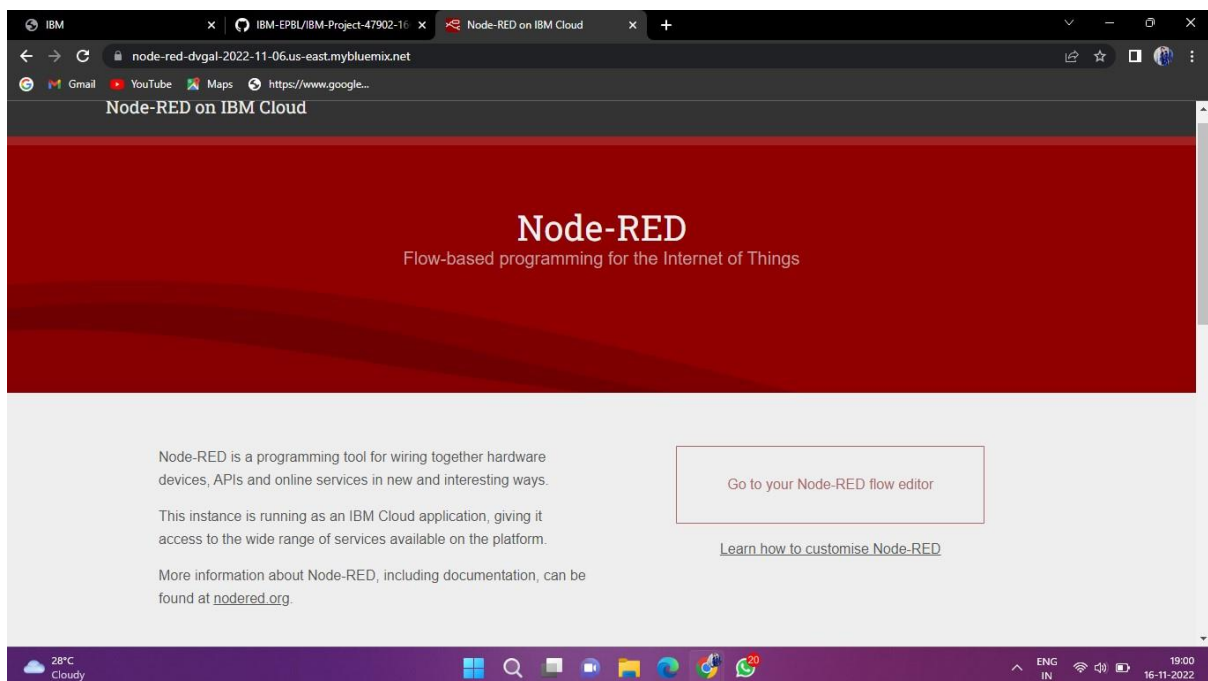 IBM
IBM-EPBL/IBM-Project-47902-16
Node-RED on IBM Cloud
node-red-dvgal-2022-11-06.us-east.mybluemix.net
Gmail
YouTube
Maps
https://www.google...
Node-RED on IBM Cloud
Node-RED
Flow-based programming for the Internet of Things
Node-RED is a programming tool for wiring together hardware
devices, APIs and online services in new and interesting ways.
This instance is running as an IBM Cloud application, giving it
access to the wide range of services available on the platform.
More information about Node-RED, including documentation, can be
found at nodered.org.
Go to your Node-RED flow editor
Learn how to customise Node-RED
28°C
Cloudy
20
ENG
IN
19:00
16-11-2022